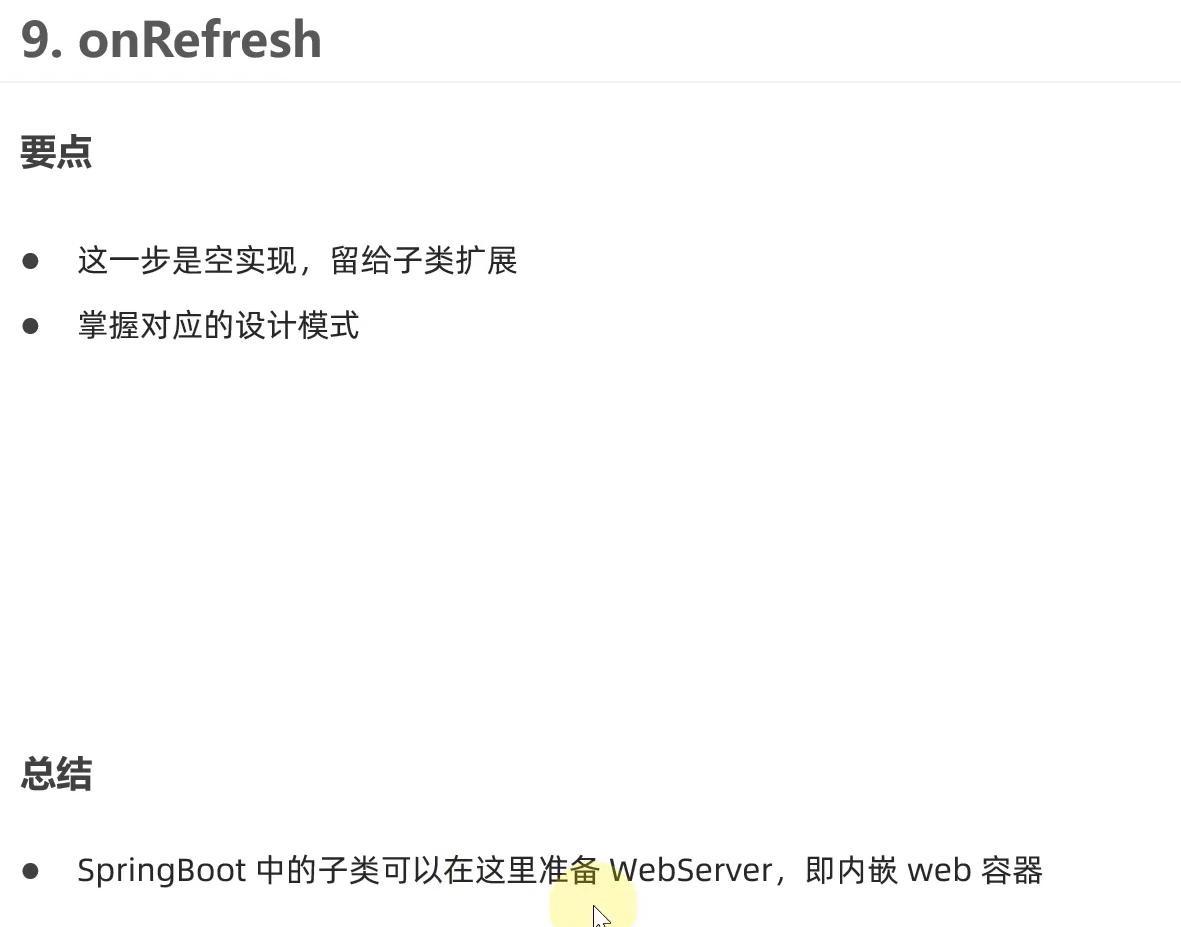 9. onRefresh
要点
● 这一步是空实现，留给子类扩展
● 掌握对应的设计模式
总结
● SpringBoot 中的子类可以在这里准备 WebServer，即内嵌 web 容器